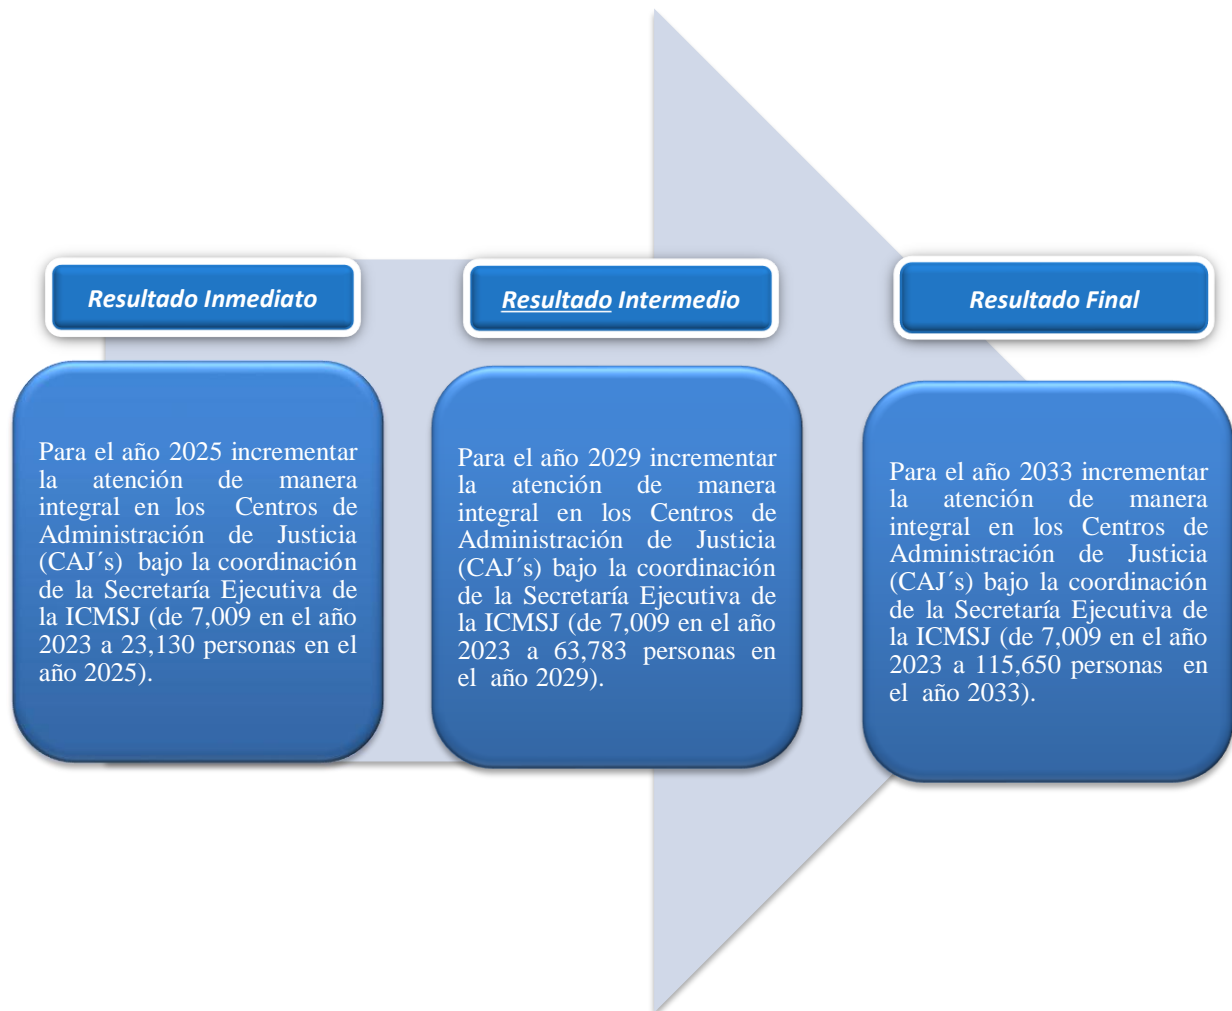 Resultado Inmediato
Para el año 2025 incrementar
la atención de manera
integral en los Centros de
Administración de Justicia
(CAJ´s) bajo la coordinación
de la Secretaría Ejecutiva de
la ICMSJ (de 7,009 en el año
2023 a 23,130 personas en el
año 2025).
Resultado Intermedio
Para el año 2029 incrementar
la atención de manera
integral en los Centros de
Administración de Justicia
(CAJ´s) bajo la coordinación
de la Secretaría Ejecutiva de
la ICMSJ (de 7,009 en el año
2023 a 63,783 personas en
el año 2029).
Resultado Final
Para el año 2033 incrementar
la atención de manera
integral en los Centros de
Administración de Justicia
(CAJ´s) bajo la coordinación
de la Secretaría Ejecutiva de
la ICMSJ (de 7,009 en el año
2023 a 115,650 personas en
el año 2033).